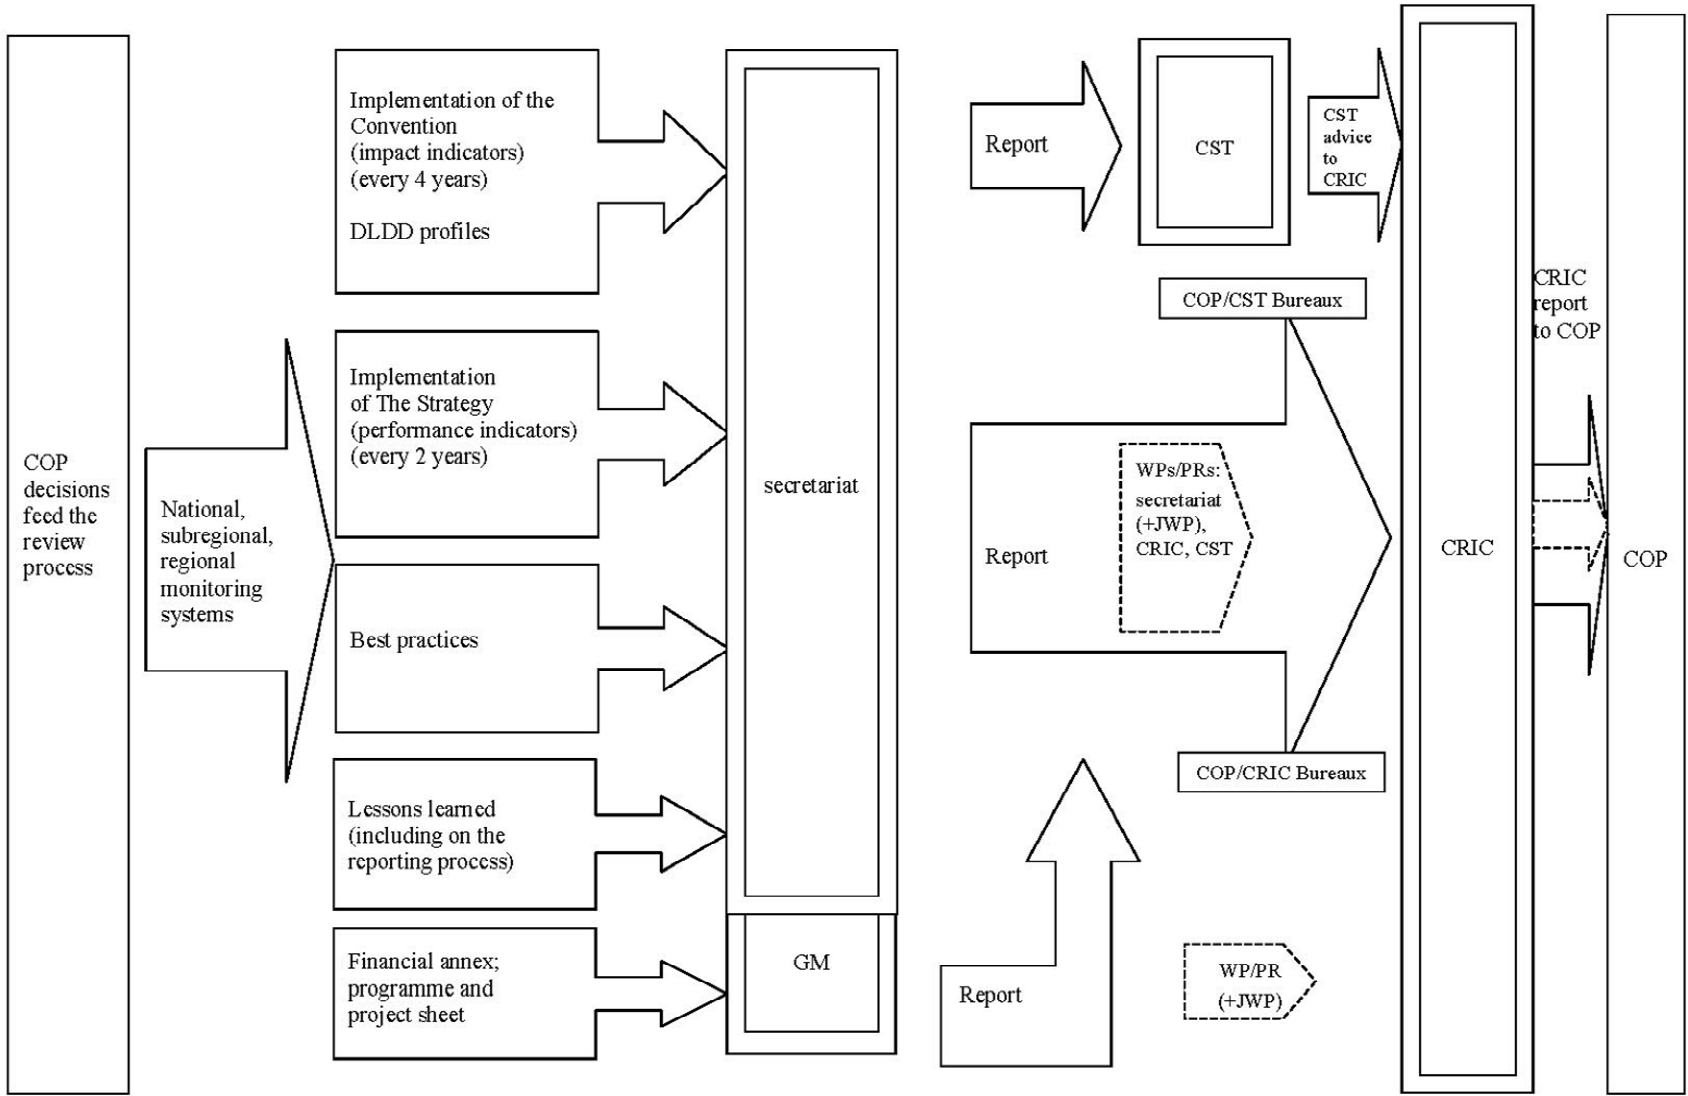 COP
decisions
feed the
review
process
National,
subregional,
regional
monitoring
systems
Implementation of the
Convention
(impact indicators)
(every 4 years)
DLDD profiles
Implementation
of The Strategy
(performance indicators)
(every 2 years)
Best practices
Lessons learned
(including on the
reporting process)
Financial annex;
programme and
project sheet
secretariat
GM
Report
CST
CST
advice
to
CRIC
COP/CST Bureaux
Report
WPs/PRs:
secretariat
(+JWP),
CRIC, CST
COP/CRIC Bureaux
Report
WP/PR
(+JWP)
CRIC
CRIC
report
to COP
COP